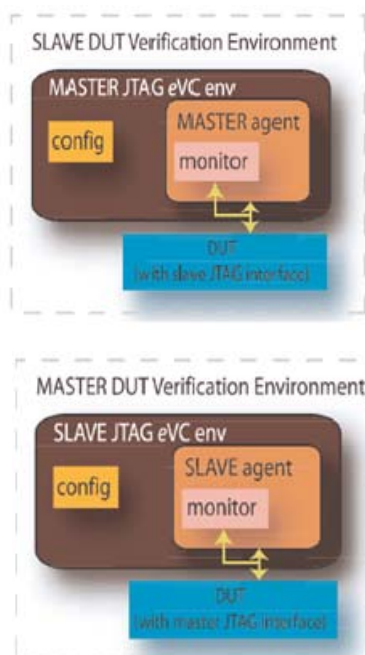 SLAVE DUT Verification Environment
MASTER JTAG eVC env
MASTER agent
config
monitor
DUT
(with slave JTAG interface)
MASTER DUT Verification Environment
SLAVE JTAG eVC env
SLAVE agent
config
monitor
DUT
(with master JTAG interface)